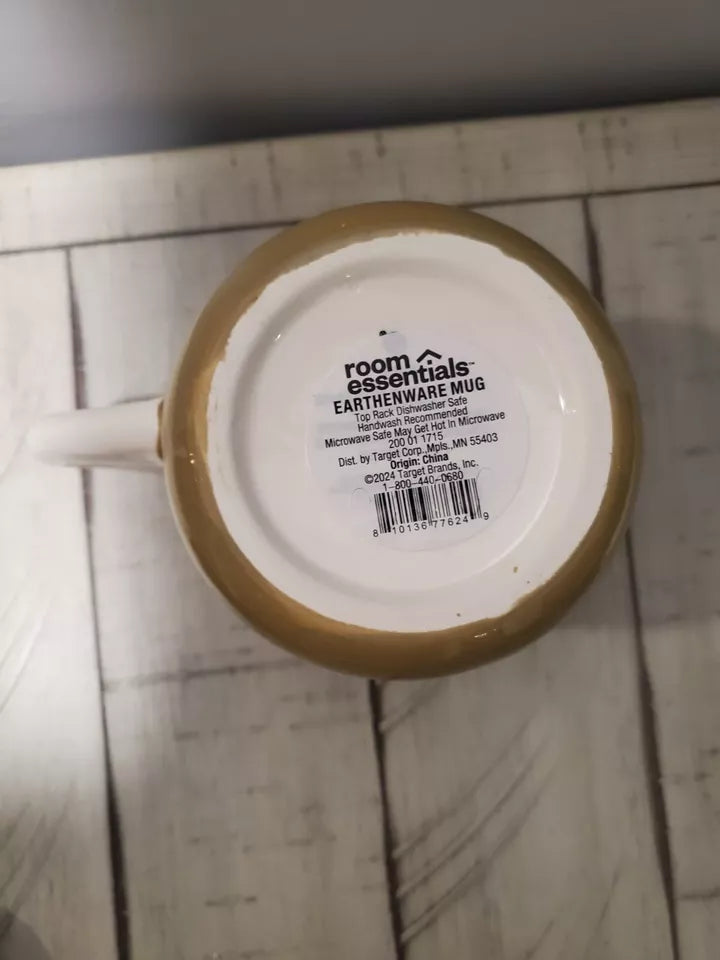 room
essentials™
EARTHENWARE MUG
Top Rack Dishwasher Safe
Handwash Recommended
Microwave Safe May Get Hot In Microwave
200 01 1715
Dist. by Target Corp.,Mpls.,MN 55403
Origin: China
©2024 Target Brands, Inc.
1-800-440-0680
8 10136 77624 9